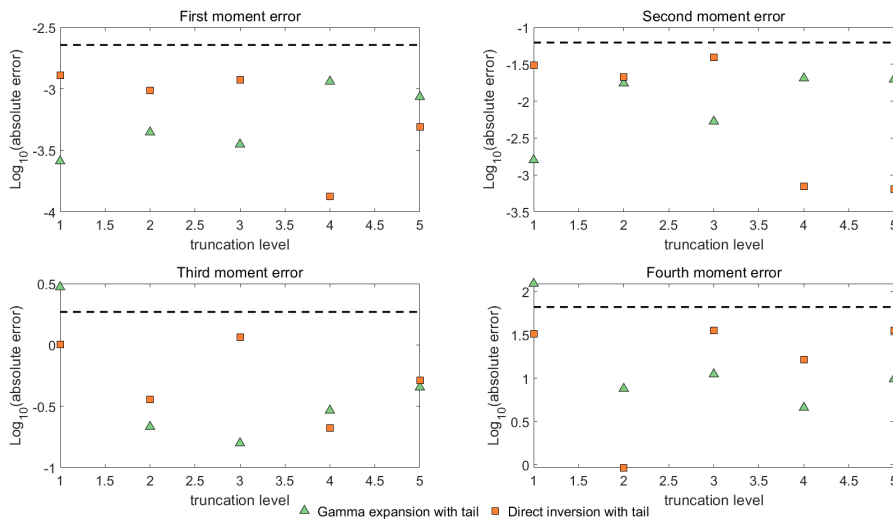 First moment error
Second moment error
-2.5
-3
-3.5
-4
Log10(absolute error)
1 1.5 2 2.5 3 3.5 4 4.5 5
truncation level
-1
-1.5
-2
-2.5
-3
-3.5
Log10(absolute error)
1 1.5 2 2.5 3 3.5 4 4.5 5
truncation level
Third moment error
Fourth moment error
0.5
0
-0.5
-1
Log10(absolute error)
1 1.5 2 2.5 3 3.5 4 4.5 5
truncation level
2
1.5
1
0.5
0
Log10(absolute error)
1 1.5 2 2.5 3 3.5 4 4.5 5
truncation level
Gamma expansion with tail
Direct inversion with tail